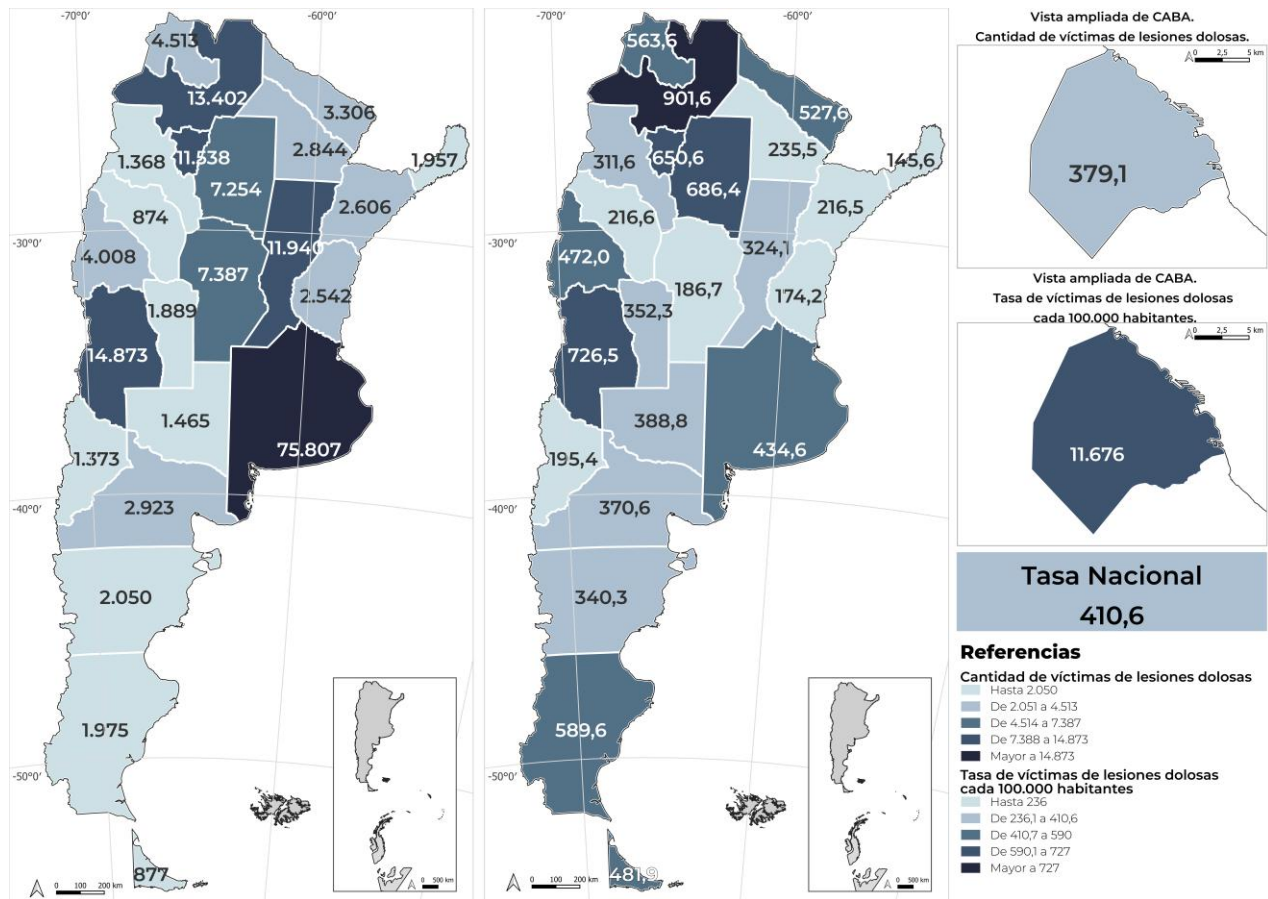 -70°0'
-60°0'
4.513
13.402
3.306
2.844
1.368
11.538
1.957
7.254
2.606
874
-30°0'
4.008
11.940
7.387
2.542
1.889
14.873
1.465
75.807
1.373
2.923
-40°0'
2.050
1.975
-50°0'
877
0 100 200 km
0 500 km
-70°0'
-60°0'
563,6
901,6
527,6
235,5
311,6
650,6
145,6
686,4
216,6
216,5
-30°0'
472,0
324,1
186,7
174,2
352,3
726,5
388,8
434,6
195,4
370,6
-40°0'
340,3
589,6
-50°0'
481,9
0 100 200 km
0 500 km
Vista ampliada de CABA.
Cantidad de víctimas de lesiones dolosas.
0 2,5 5 km
379,1
Vista ampliada de CABA.
Tasa de víctimas de lesiones dolosas
cada 100.000 habitantes.
0 2,5 5 km
11.676
Tasa Nacional
410,6
Referencias
Cantidad de víctimas de lesiones dolosas
Hasta 2.050
De 2.051 a 4.513
De 4.514 a 7.387
De 7.388 a 14.873
Mayor a 14.873
Tasa de víctimas de lesiones dolosas
cada 100.000 habitantes
Hasta 236
De 236,1 a 410,6
De 410,7 a 590
De 590,1 a 727
Mayor a 727